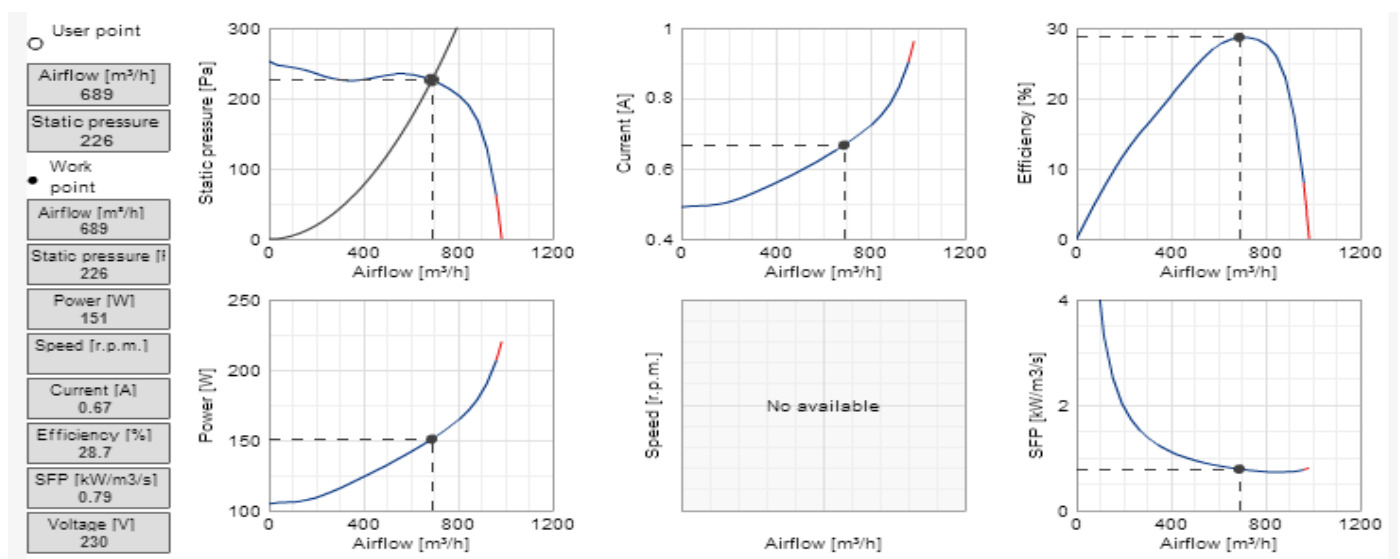 User point
Airflow [m³/h]
689
Static pressure
226
Work
point
Airflow [m³/h]
689
Static pressure [
226
Power [W]
151
Speed [r.p.m.]
Current [A]
0.67
Efficiency [%]
28.7
SFP [kW/m3/s]
0.79
Voltage [V]
230
Static pressure [Pa]
300
200
100
0
0 400 800 1200
Airflow [m³/h]
Current [A]
1
0.8
0.6
0.4
0 400 800 1200
Airflow [m³/h]
Efficiency [%]
30
20
10
0
0 400 800 1200
Airflow [m³/h]
Power [W]
250
200
150
100
0 400 800 1200
Airflow [m³/h]
Speed [r.p.m.]
No available
Airflow [m³/h]
SFP [kW/m3/s]
4
2
0
0 400 800 1200
Airflow [m³/h]